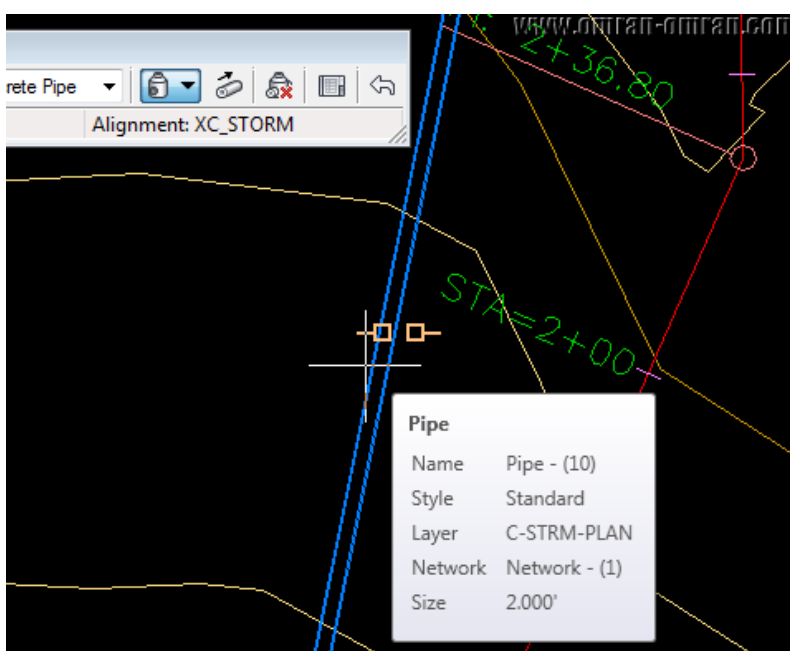 www.omran-omran.com
2+36.80
rete Pipe
Alignment: XC_STORM
STA=2+00
Pipe
Name Pipe - (10)
Style Standard
Layer C-STRM-PLAN
Network Network - (1)
Size 2.000'